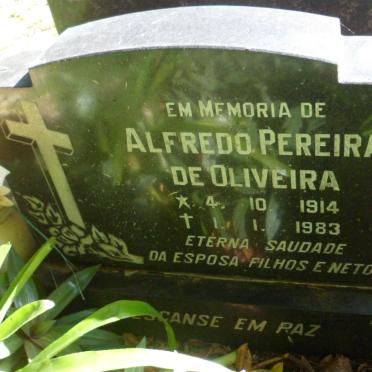 EM MEMORIA DE
ALFREDO PEREIRA
DE OLIVEIRA
★ 4. 10. 1914
✝ 1. 1. 1983
ETERNA SAUDADE
DA ESPOSA FILHOS E NETO
DESCANSE EM PAZ